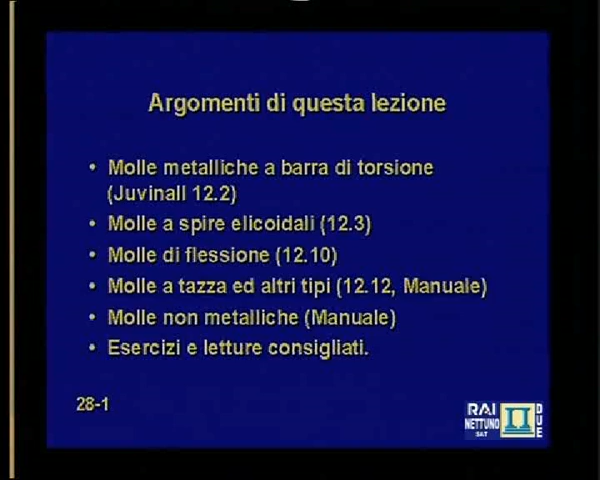 Argomenti di questa lezione
• Molle metalliche a barra di torsione
(Juvinall 12.2)
• Molle a spire elicoidali (12.3)
• Molle di flessione (12.10)
• Molle a tazza ed altri tipi (12.12, Manuale)
• Molle non metalliche (Manuale)
• Esercizi e letture consigliati.
28-1
RAI
NETTUNO
SAT
DUE